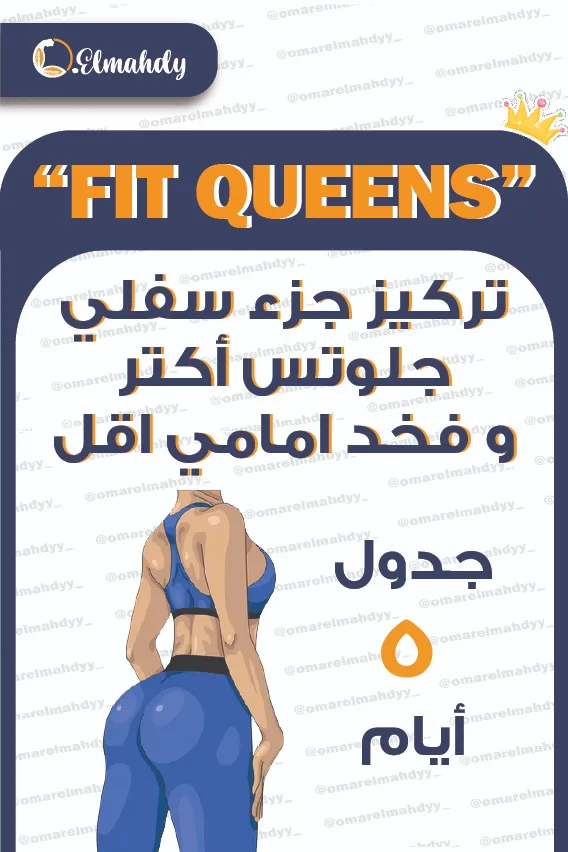 O.Elmahdy
“FIT QUEENS”
تركيز جزء سفلي
جلوتس أكتر
و فخد امامي اقل
جدول
٥
أيام
@omarelmahdyy_